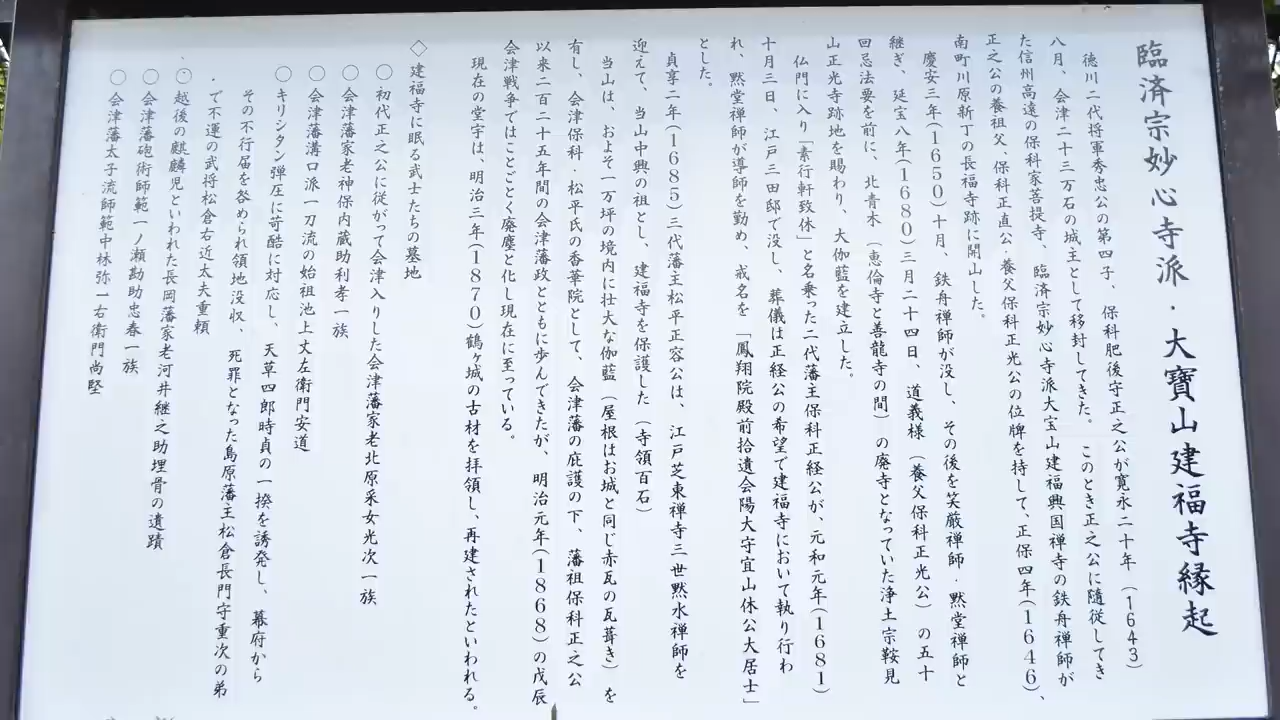 臨済宗妙心寺派・大寶山建福寺縁起
徳川二代将軍秀忠公の第四子、保科肥後守正之公が寛永二十年（1643）
八月、会津二十三万石の城主として移封してきた。このとき正之公に随従してき
た信州高遠の保科家菩提寺、臨済宗妙心寺派大宝山建福興国禅寺の鉄舟禅師が
正之公の養祖父、保科正直公・養父保科正光公の位牌を持して、正保四年(1646)、
南町川原新丁の長福寺跡に開山した。
慶安三年(1650)十月、鉄舟禅師が没し、その後を笑厳禅師・黙堂禅師と
継ぎ、延宝八年(1680)三月二十四日、道義様（養父保科正光公）の五十
回忌法要を前に、北青木（恵倫寺と善龍寺の間）の廃寺となっていた浄土宗鞍見
山正光寺跡地を賜わり、大伽藍を建立した。
仏門に入り「素行軒致休」と名乗った二代藩主保科正経公が、元和元年(1681)
十月三日、江戸三田邸で没し、葬儀は正経公の希望で建福寺において執り行わ
れ、黙堂禅師が導師を勤め、戒名を「鳳翔院殿前拾遺会陽大守宜山休公大居士」
とした。
貞享二年(1685)三代藩主松平正容公は、江戸芝東禅寺三世黙水禅師を
迎えて、当山中興の祖とし、建福寺を保護した（寺領百石）
当山は、およそ一万坪の境内に壮大な伽藍（屋根はお城と同じ赤瓦の瓦葺き）を
有し、会津保科・松平氏の香華院として、会津藩の庇護の下、藩祖保科正之公
以来二百二十五年間の会津藩政とともに歩んできたが、明治元年(1868)の戊辰
会津戦争ではことごとく廃塵と化し現在に至っている。
現在の堂宇は、明治三年(1870)鶴ヶ城の古材を拝領し、再建されたといわれる。
◇建福寺に眠る武士たちの墓地
○初代正之公に従がって会津入りした会津藩家老北原采女光次一族
○会津藩家老神保内蔵助利孝一族
○会津藩溝口派一刀流の始祖池上丈左衛門安道
○キリシタン弾圧に苛酷に対応し、天草四郎時貞の一揆を誘発し、幕府から
その不行届を咎められ領地没収、死罪となった島原藩主松倉長門守重次の弟
で不運の武将松倉右近太夫重頼
○越後の麒麟児といわれた長岡藩家老河井継之助埋骨の遺蹟
○会津藩砲術師範一ノ瀬勘助忠春一族
○会津藩太子流師範中林弥一右衛門尚堅